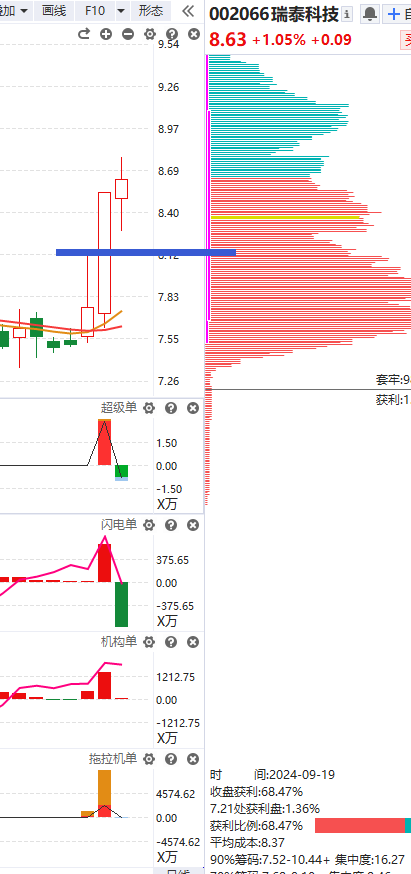 叠加 画线 F10 形态
002066瑞泰科技
8.63 +1.05% +0.09
9.54
9.26
8.97
8.69
8.40
8.12
7.83
7.55
7.26
超级单
1.50
0.00
-1.50
X万
闪电单
375.65
0.00
-375.65
X万
机构单
1212.75
0.00
-1212.75
X万
拖拉机单
4574.62
0.00
-4574.62
X万
套牢:9
获利:1
时 间:2024-09-19
收盘获利:68.47%
7.21处获利盘:1.36%
获利比例:68.47%
平均成本:8.37
90%筹码:7.52-10.44+ 集中度:16.27